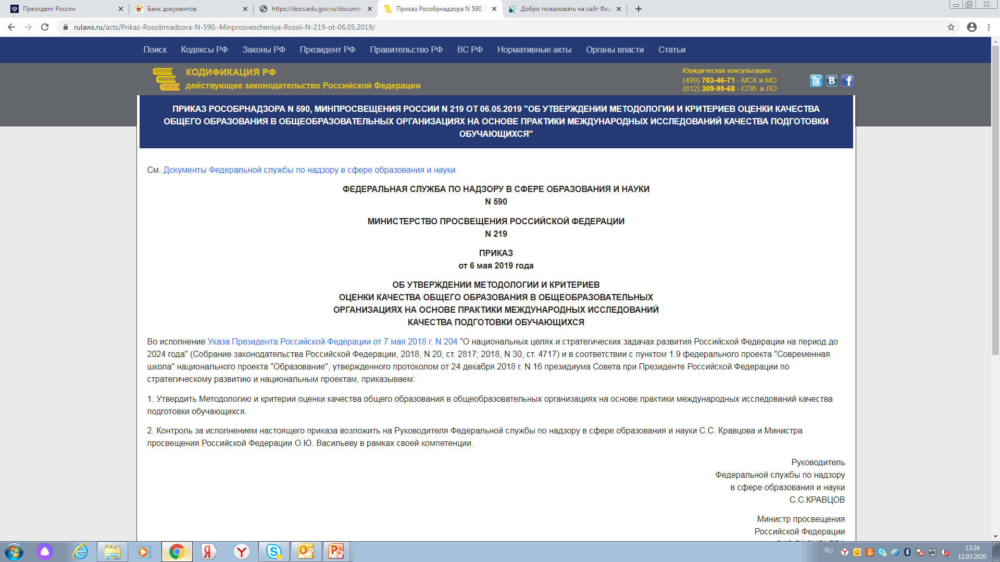 Президент России
Банк документов
https://docs.edu.gov.ru/documen
Приказ Рособрнадзора N 590, М
Добро пожаловать на сайт Фед
rulaws.ru/acts/Prikaz-Rosobrnadzora-N-590,-Minprosvescheniya-Rossii-N-219-ot-06.05.2019/
Поиск Кодексы РФ Законы РФ Президент РФ Правительство РФ ВС РФ Нормативные акты Органы власти Статьи
КОДИФИКАЦИЯ РФ
действующее законодательство Российской Федерации
Юридическая консультация:
(499) 703-46-71 - МСК и МО
(812) 309-95-68 - СПб и ЛО
ПРИКАЗ РОСОБРНАДЗОРА N 590, МИНПРОСВЕЩЕНИЯ РОССИИ N 219 ОТ 06.05.2019 "ОБ УТВЕРЖДЕНИИ МЕТОДОЛОГИИ И КРИТЕРИЕВ ОЦЕНКИ КАЧЕСТВА
ОБЩЕГО ОБРАЗОВАНИЯ В ОБЩЕОБРАЗОВАТЕЛЬНЫХ ОРГАНИЗАЦИЯХ НА ОСНОВЕ ПРАКТИКИ МЕЖДУНАРОДНЫХ ИССЛЕДОВАНИЙ КАЧЕСТВА ПОДГОТОВКИ
ОБУЧАЮЩИХСЯ"
См. Документы Федеральной службы по надзору в сфере образования и науки
ФЕДЕРАЛЬНАЯ СЛУЖБА ПО НАДЗОРУ В СФЕРЕ ОБРАЗОВАНИЯ И НАУКИ
N 590
МИНИСТЕРСТВО ПРОСВЕЩЕНИЯ РОССИЙСКОЙ ФЕДЕРАЦИИ
N 219
ПРИКАЗ
от 6 мая 2019 года
ОБ УТВЕРЖДЕНИИ МЕТОДОЛОГИИ И КРИТЕРИЕВ
ОЦЕНКИ КАЧЕСТВА ОБЩЕГО ОБРАЗОВАНИЯ В ОБЩЕОБРАЗОВАТЕЛЬНЫХ
ОРГАНИЗАЦИЯХ НА ОСНОВЕ ПРАКТИКИ МЕЖДУНАРОДНЫХ ИССЛЕДОВАНИЙ
КАЧЕСТВА ПОДГОТОВКИ ОБУЧАЮЩИХСЯ
Во исполнение Указа Президента Российской Федерации от 7 мая 2018 г. N 204 "О национальных целях и стратегических задачах развития Российской Федерации на период до
2024 года" (Собрание законодательства Российской Федерации, 2018, N 20, ст. 2817; 2018, N 30, ст. 4717) и в соответствии с пунктом 1.9 федерального проекта "Современная
школа" национального проекта "Образование", утвержденного протоколом от 24 декабря 2018 г. N 16 президиума Совета при Президенте Российской Федерации по
стратегическому развитию и национальным проектам, приказываем:
1. Утвердить Методологию и критерии оценки качества общего образования в общеобразовательных организациях на основе практики международных исследований качества
подготовки обучающихся.
2. Контроль за исполнением настоящего приказа возложить на Руководителя Федеральной службы по надзору в сфере образования и науки С.С. Кравцова и Министра
просвещения Российской Федерации О.Ю. Васильеву в рамках своей компетенции.
Руководитель
Федеральной службы по надзору
в сфере образования и науки
С.С.КРАВЦОВ
Министр просвещения
Российской Федерации
RU
13:24
12.03.2020